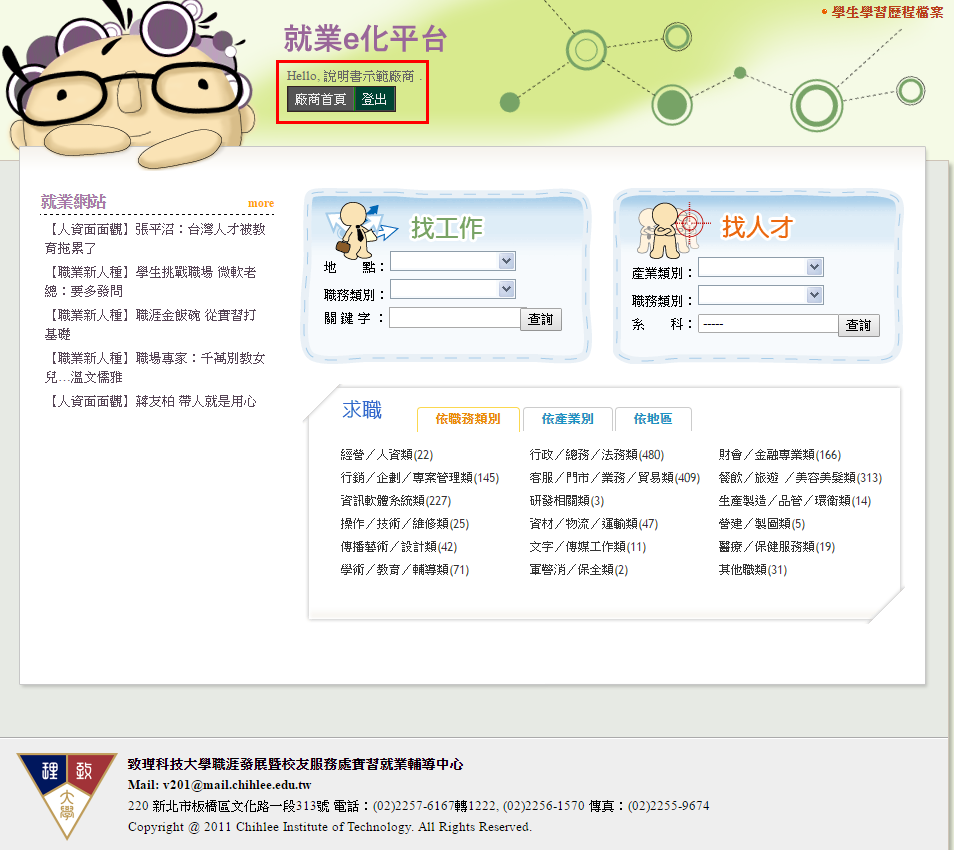 學生學習歷程檔案
就業e化平台
Hello, 說明書示範廠商 .
廠商首頁 登出
就業網站 more
【人資面面觀】張平沼：台灣人才被教
育拖累了
【職業新人種】學生挑戰職場 微軟老
總：要多發問
【職業新人種】職涯金飯碗 從實習打
基礎
【職業新人種】職場專家：千萬別教女
兒…溫文儒雅
【人資面面觀】蔣友柏 帶人就是用心
找工作
地 點：
職務類別：
關 鍵 字 ： 查詢
找人才
產業類別：
職務類別：
系 科： ----- 查詢
求職 依職務類別 依產業別 依地區
經營／人資類(22) 行政／總務／法務類(480) 財會／金融專業類(166)
行銷／企劃／專案管理類(145) 客服／門市／業務／貿易類(409) 餐飲／旅遊 ／美容美髮類(313)
資訊軟體系統類(227) 研發相關類(3) 生產製造／品管／環衛類(14)
操作／技術／維修類(25) 資材／物流／運輸類(47) 營建／製圖類(5)
傳播藝術／設計類(42) 文字／傳媒工作類(11) 醫療／保健服務類(19)
學術／教育／輔導類(71) 軍警消／保全類(2) 其他職類(31)
理 致
大
學
致理科技大學職涯發展暨校友服務處實習就業輔導中心
Mail: v201@mail.chihlee.edu.tw
220 新北市板橋區文化路一段313號 電話：(02)2257-6167轉1222, (02)2256-1570 傳真：(02)2255-9674
Copyright @ 2011 Chihlee Institute of Technology. All Rights Reserved.